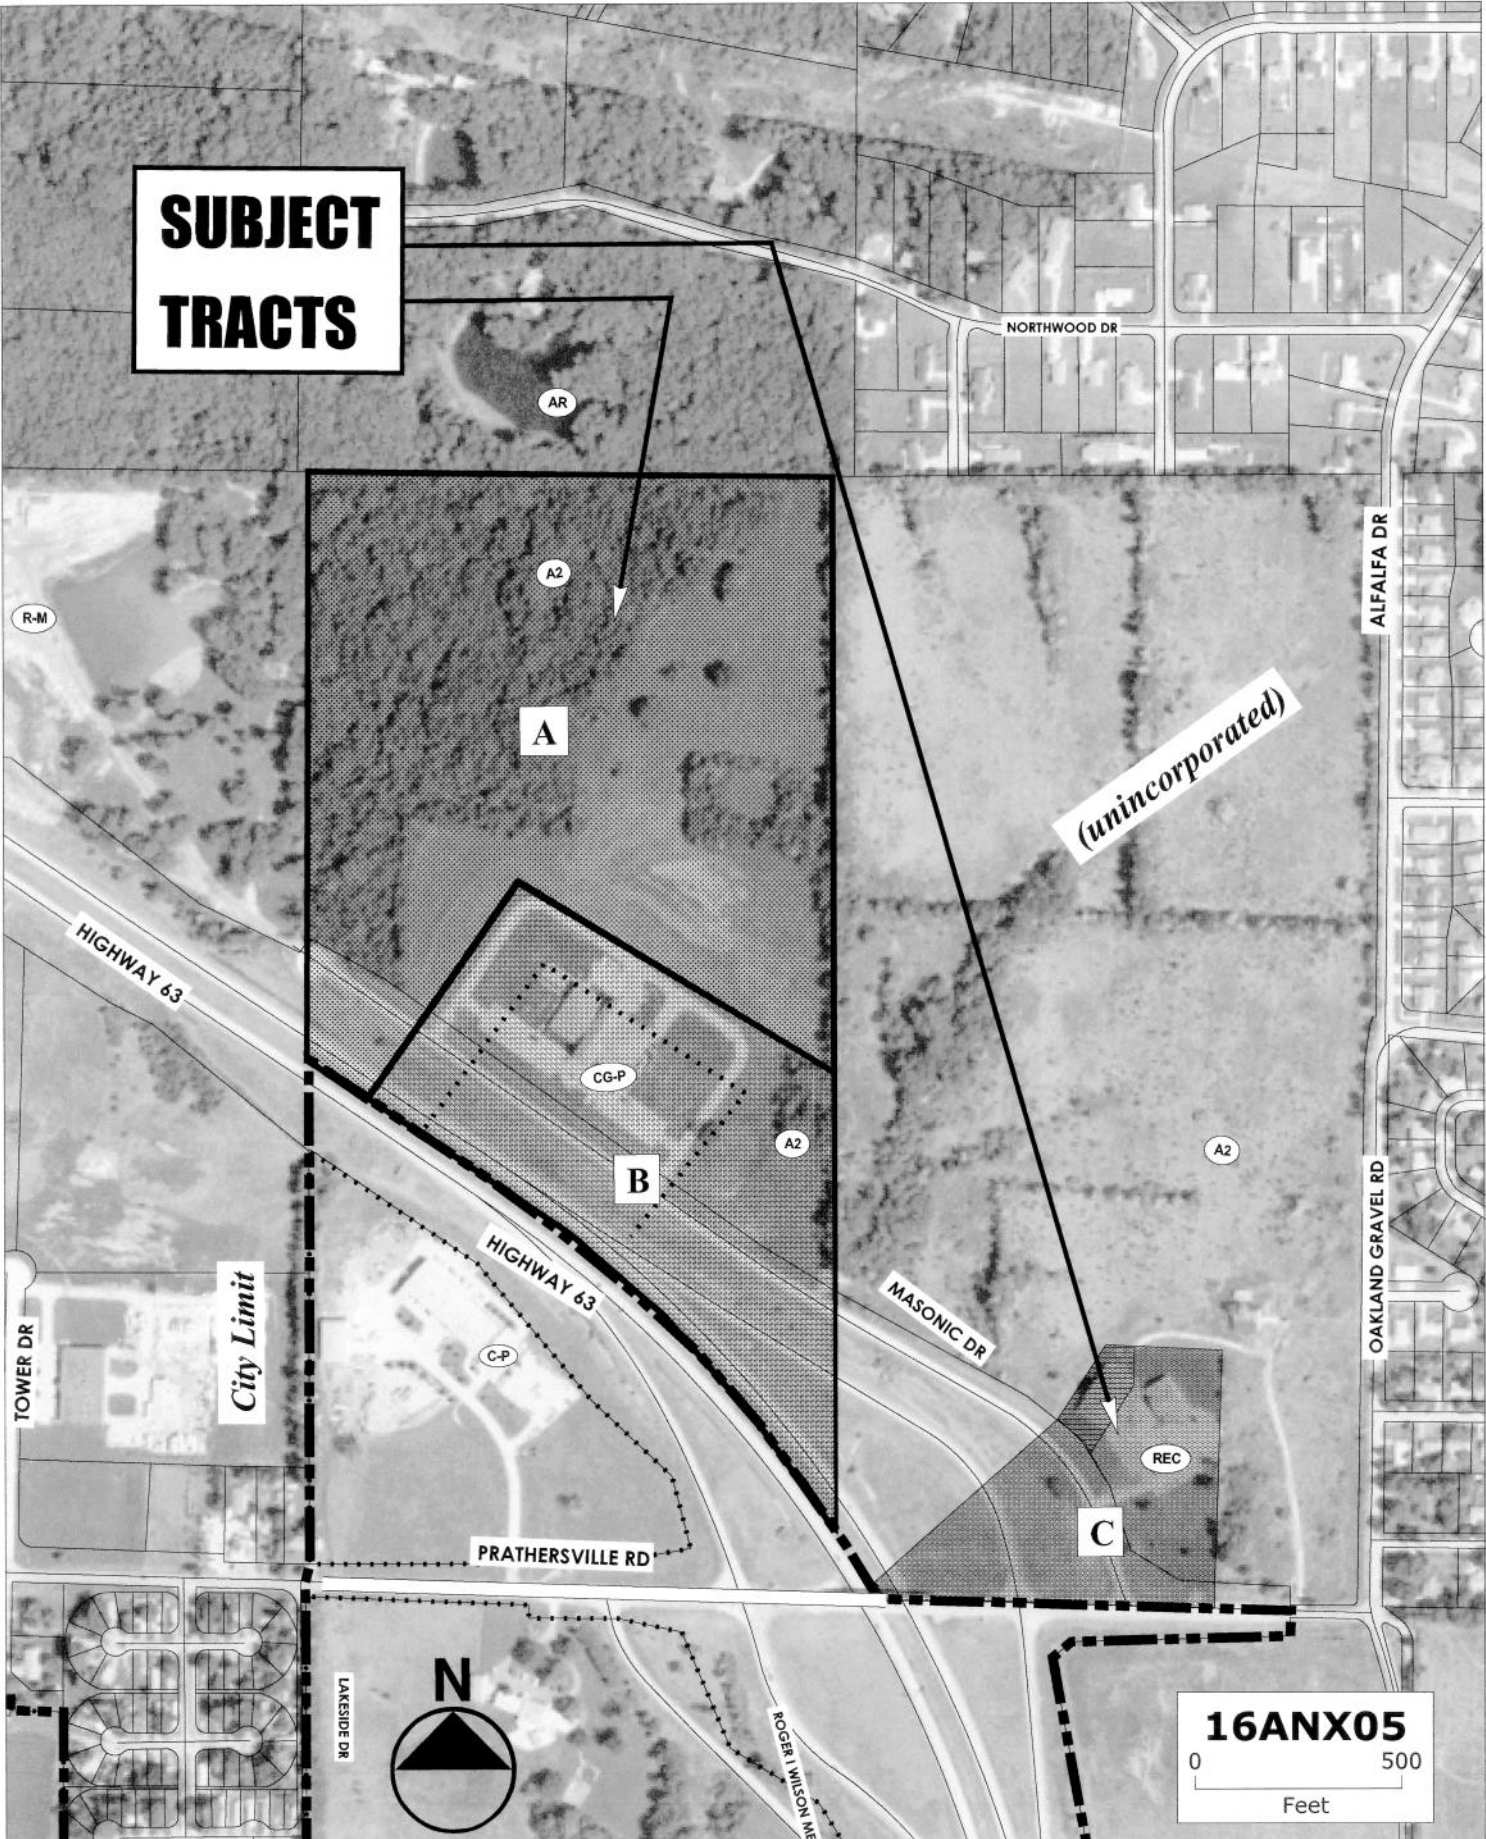 SUBJECT
TRACTS
NORTHWOOD DR
AR
A2
R-M
ALFALFA DR
A
(unincorporated)
HIGHWAY 63
CG-P
A2
A2
B
HIGHWAY 63
MASONIC DR
OAKLAND GRAVEL RD
City Limit
TOWER DR
C-P
REC
C
PRATHERSVILLE RD
N
LAKESIDE DR
ROGER I WILSON ME
16ANX05
0 500
Feet